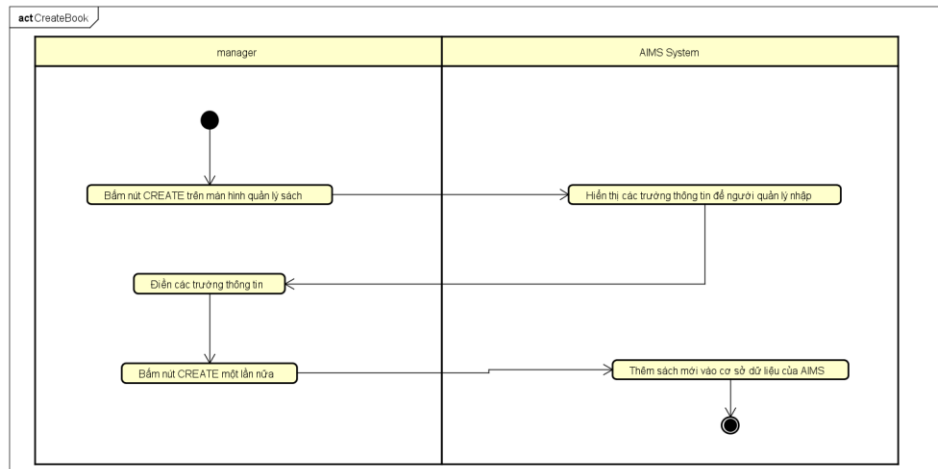 act CreateBook
manager
AIMS System
Bấm nút CREATE trên màn hình quản lý sách
Hiển thị các trường thông tin để người quản lý nhập
Điền các trường thông tin
Bấm nút CREATE một lần nữa
Thêm sách mới vào cơ sở dữ liệu của AIMS